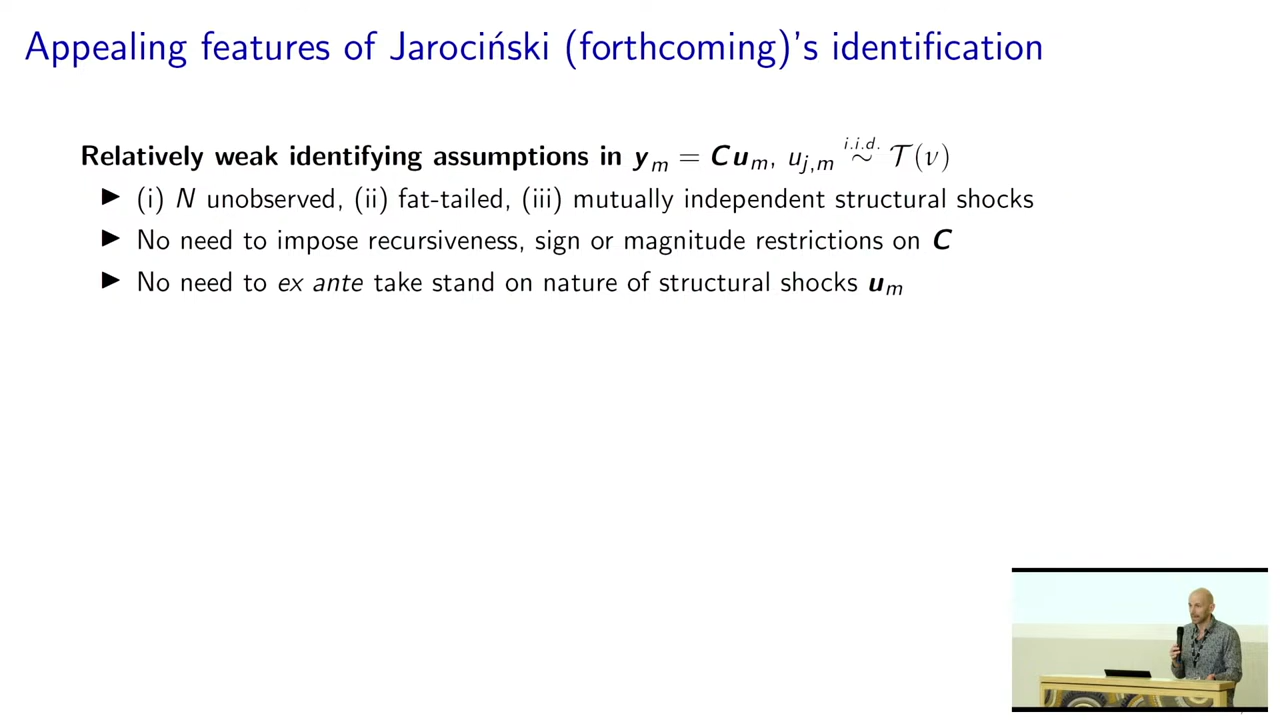 Appealing features of Jarociński (forthcoming)'s identification
Relatively weak identifying assumptions in y_m = Cu_m, u_{j,m} i.i.d. ∼ T(ν)
▶ (i) N unobserved, (ii) fat-tailed, (iii) mutually independent structural shocks
▶ No need to impose recursiveness, sign or magnitude restrictions on C
▶ No need to ex ante take stand on nature of structural shocks u_m